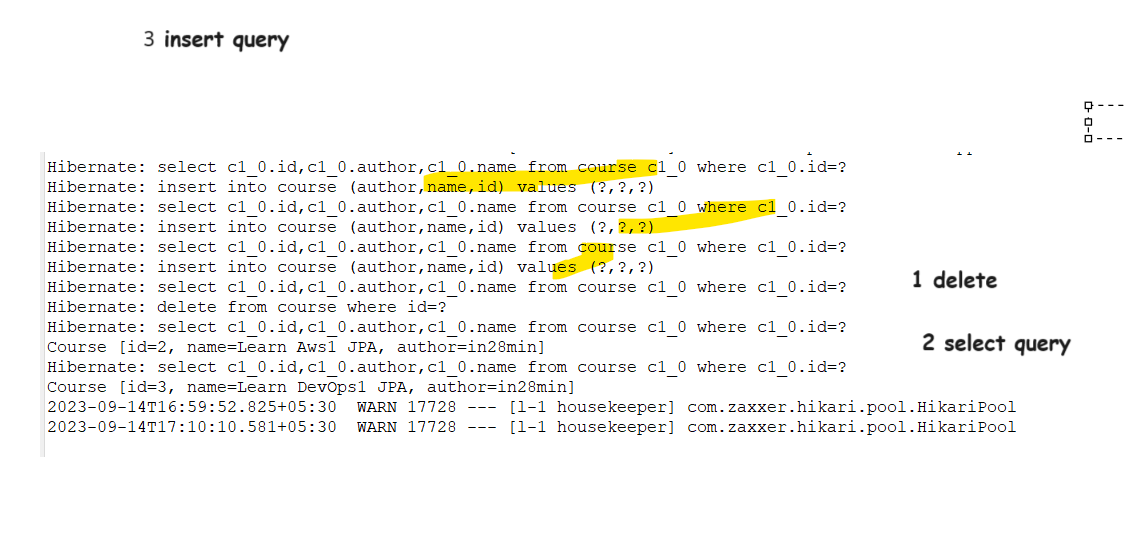 3 insert query
Hibernate: select c1_0.id,c1_0.author,c1_0.name from course c1_0 where c1_0.id=?
Hibernate: insert into course (author,name,id) values (?,?,?)
Hibernate: select c1_0.id,c1_0.author,c1_0.name from course c1_0 where c1_0.id=?
Hibernate: insert into course (author,name,id) values (?,?,?)
Hibernate: select c1_0.id,c1_0.author,c1_0.name from course c1_0 where c1_0.id=?
Hibernate: insert into course (author,name,id) values (?,?,?)
Hibernate: select c1_0.id,c1_0.author,c1_0.name from course c1_0 where c1_0.id=?
1 delete
Hibernate: delete from course where id=?
Hibernate: select c1_0.id,c1_0.author,c1_0.name from course c1_0 where c1_0.id=?
Course [id=2, name=Learn Aws1 JPA, author=in28min]
2 select query
Hibernate: select c1_0.id,c1_0.author,c1_0.name from course c1_0 where c1_0.id=?
Course [id=3, name=Learn DevOps1 JPA, author=in28min]
2023-09-14T16:59:52.825+05:30  WARN 17728 --- [l-1 housekeeper] com.zaxxer.hikari.pool.HikariPool
2023-09-14T17:10:10.581+05:30  WARN 17728 --- [l-1 housekeeper] com.zaxxer.hikari.pool.HikariPool